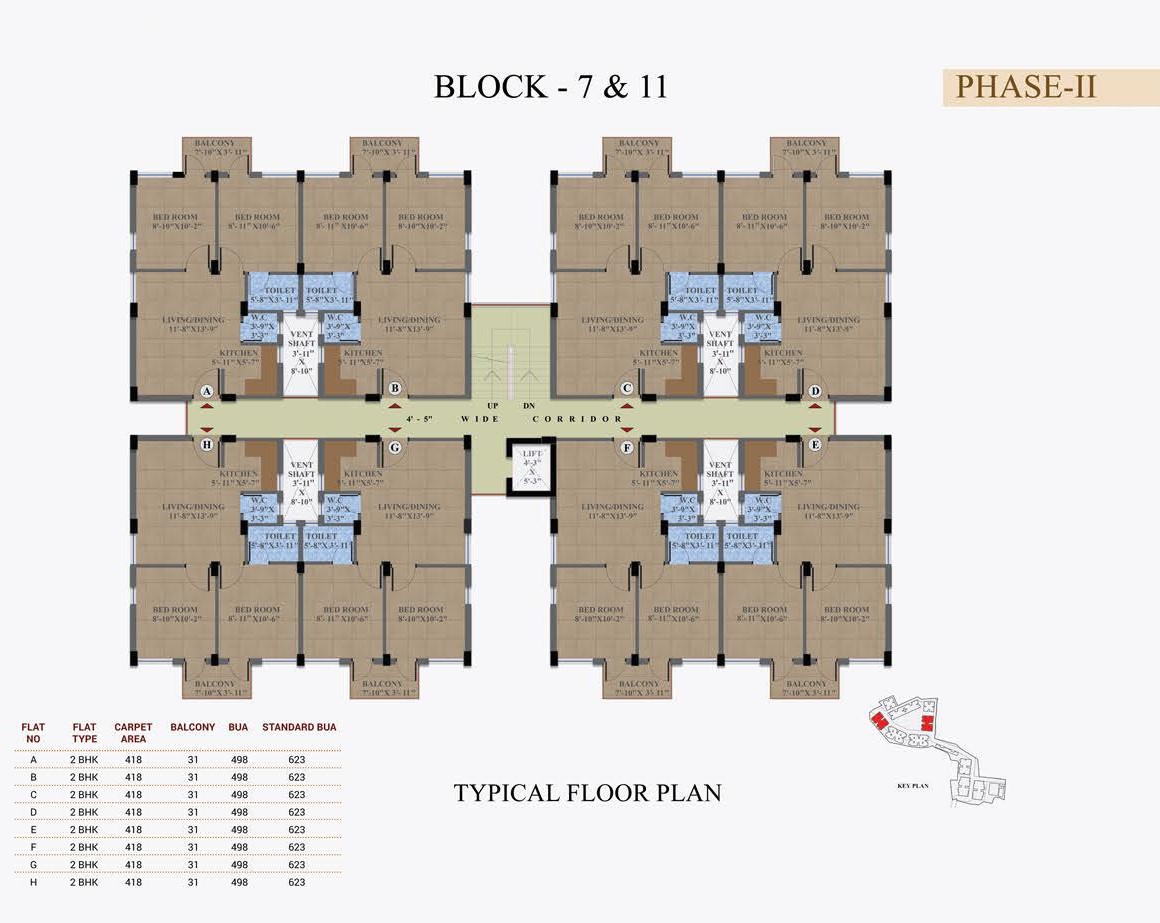 BLOCK - 7 & 11
PHASE-II
BALCONY BALCONY BALCONY BALCONY
7'-10"X 3'- 11" 7'-10"X 3'- 11" 7'-10"X 3'- 11" 7'-10"X 3'- 11"
BED ROOM BED ROOM BED ROOM BED ROOM BED ROOM BED ROOM BED ROOM BED ROOM
8'-10"X10'-2" 8'- 11"X10'-6" 8'- 11"X10'-6" 8'-10"X10'-2" 8'-10"X10'-2" 8'- 11"X10'-6" 8'- 11"X10'-6" 8'-10"X10'-2"
TOILET TOILET TOILET TOILET
5'-8"X3'- 11" 5'-8"X3'- 11" 5'-8"X3'- 11" 5'-8"X3'- 11"
LIVING/DINING W.C W.C LIVING/DINING LIVING/DINING W.C W.C LIVING/DINING
11'-8"X13'-9" 3'-9"X 3'-9"X 11'-8"X13'-9" 11'-8"X13'-9" 3'-9"X 3'-9"X 11'-8"X13'-9"
3'-3" 3'-3" 3'-3" 3'-3"
VENT VENT
SHAFT SHAFT
3'-11" 3'-11"
X X
8'-10" 8'-10"
KITCHEN KITCHEN KITCHEN KITCHEN
5'- 11"X5'-7" 5'- 11"X5'-7" 5'- 11"X5'-7" 5'- 11"X5'-7"
A B C D
UP DN
4' - 5" WIDE CORRIDOR
H G F E
LIFT
4'-3"
X
5'-3"
KITCHEN KITCHEN KITCHEN KITCHEN
5'- 11"X5'-7" 5'- 11"X5'-7" 5'- 11"X5'-7" 5'- 11"X5'-7"
VENT VENT
SHAFT SHAFT
3'-11" 3'-11"
X X
8'-10" 8'-10"
LIVING/DINING W.C W.C LIVING/DINING LIVING/DINING W.C W.C LIVING/DINING
11'-8"X13'-9" 3'-9"X 3'-9"X 11'-8"X13'-9" 11'-8"X13'-9" 3'-9"X 3'-9"X 11'-8"X13'-9"
3'-3" 3'-3" 3'-3" 3'-3"
TOILET TOILET TOILET TOILET
5'-8"X3'- 11" 5'-8"X3'- 11" 5'-8"X3'- 11" 5'-8"X3'- 11"
BED ROOM BED ROOM BED ROOM BED ROOM BED ROOM BED ROOM BED ROOM BED ROOM
8'-10"X10'-2" 8'- 11"X10'-6" 8'- 11"X10'-6" 8'-10"X10'-2" 8'-10"X10'-2" 8'- 11"X10'-6" 8'- 11"X10'-6" 8'-10"X10'-2"
BALCONY BALCONY BALCONY BALCONY
7'-10"X 3'- 11" 7'-10"X 3'- 11" 7'-10"X 3'- 11" 7'-10"X 3'- 11"
FLAT NO FLAT TYPE CARPET AREA BALCONY BUA STANDARD BUA
A 2 BHK 418 31 498 623
B 2 BHK 418 31 498 623
C 2 BHK 418 31 498 623
D 2 BHK 418 31 498 623
E 2 BHK 418 31 498 623
F 2 BHK 418 31 498 623
G 2 BHK 418 31 498 623
H 2 BHK 418 31 498 623
TYPICAL FLOOR PLAN
KEY PLAN